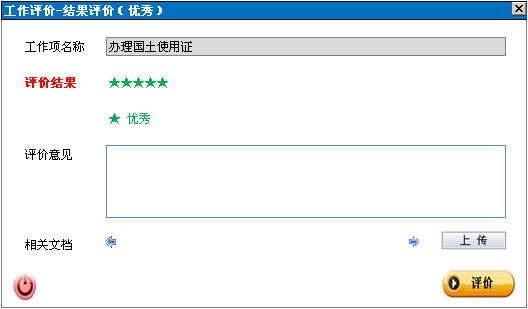 工作评价-结果评价（优秀）
工作项名称 办理国土使用证
评价结果 ★★★★★
★ 优秀
评价意见
相关文档 上 传
评价